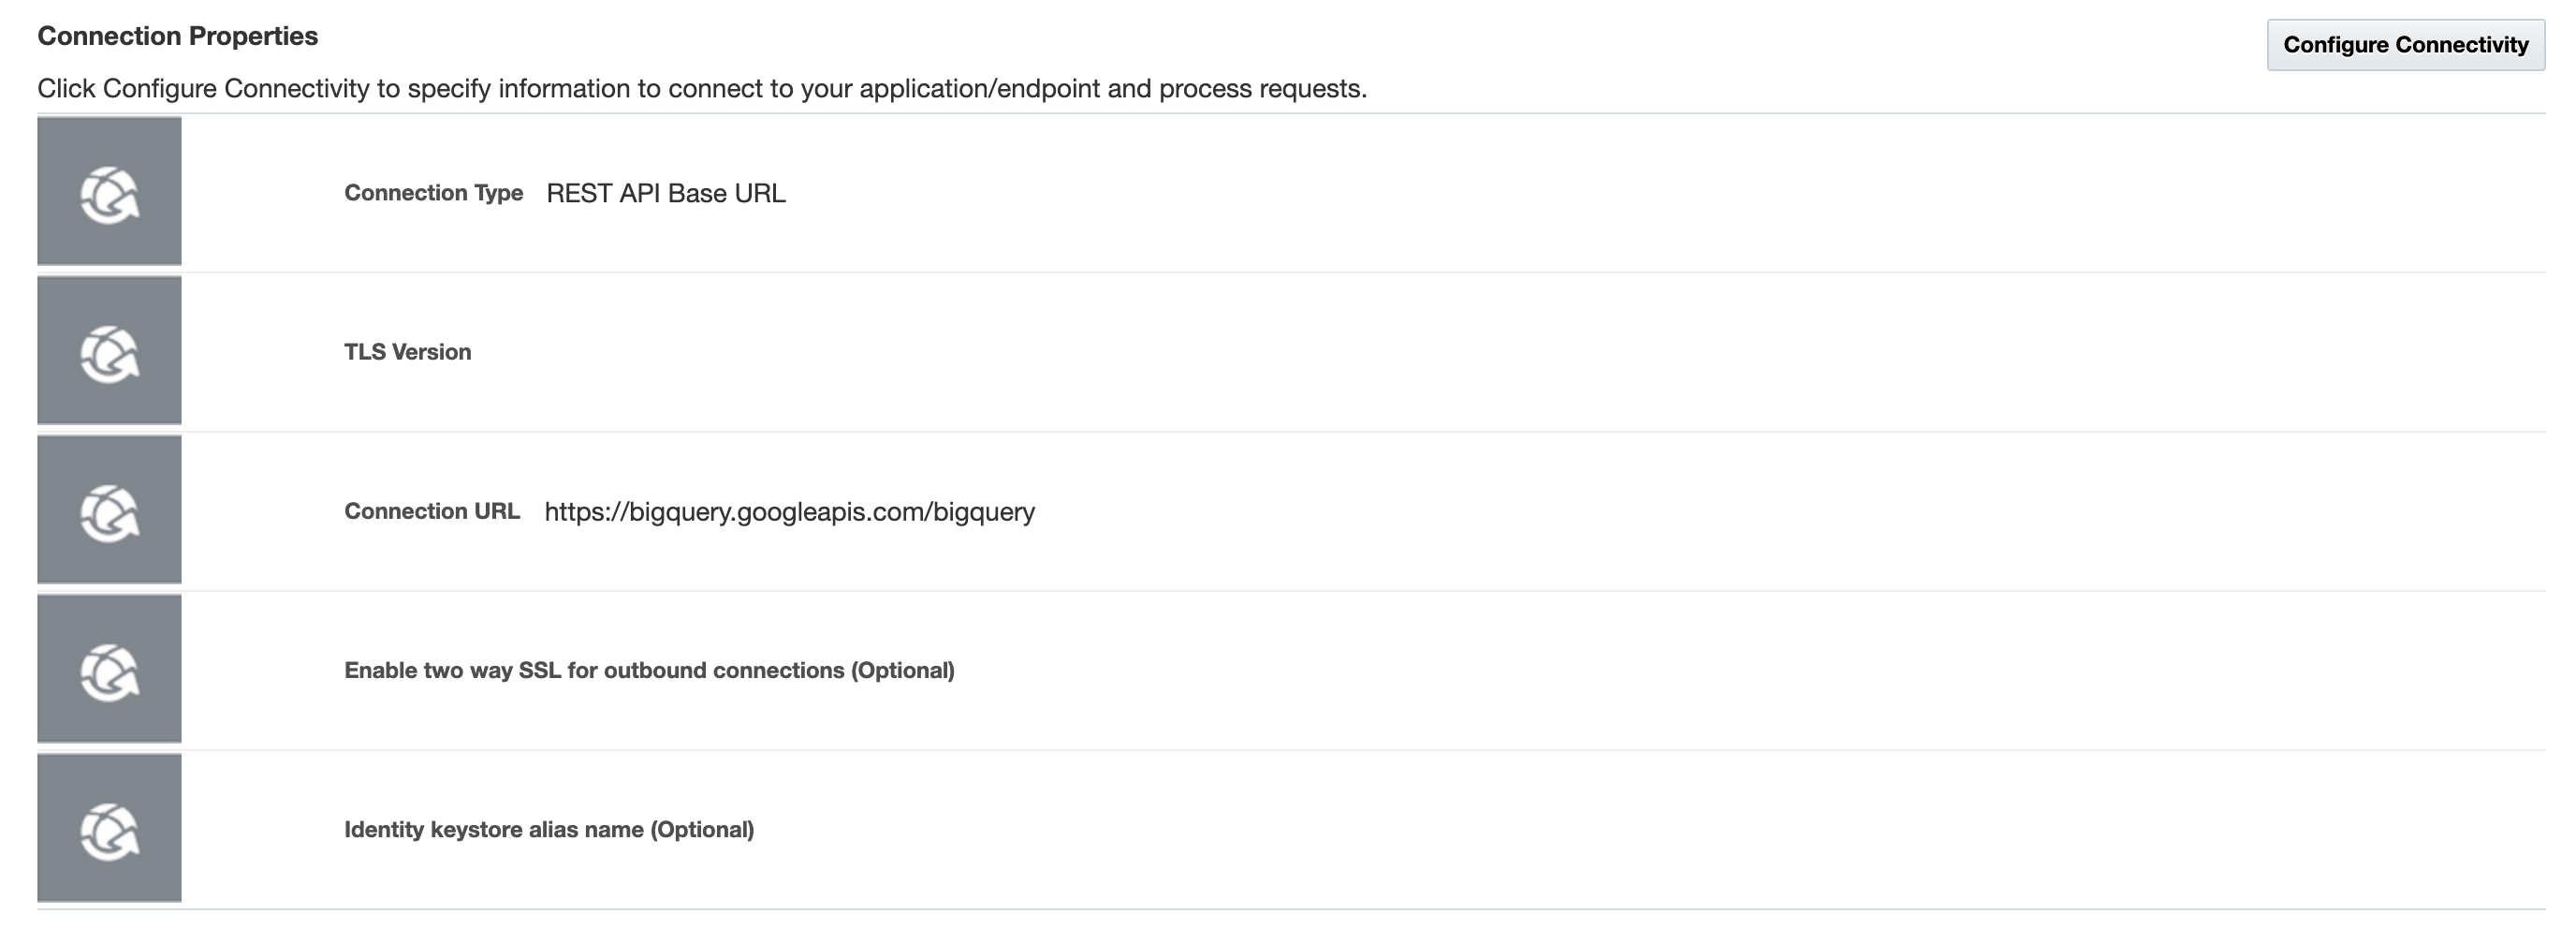 Connection Properties
Configure Connectivity
Click Configure Connectivity to specify information to connect to your application/endpoint and process requests.
Connection Type REST API Base URL
TLS Version
Connection URL https://bigquery.googleapis.com/bigquery
Enable two way SSL for outbound connections (Optional)
Identity keystore alias name (Optional)